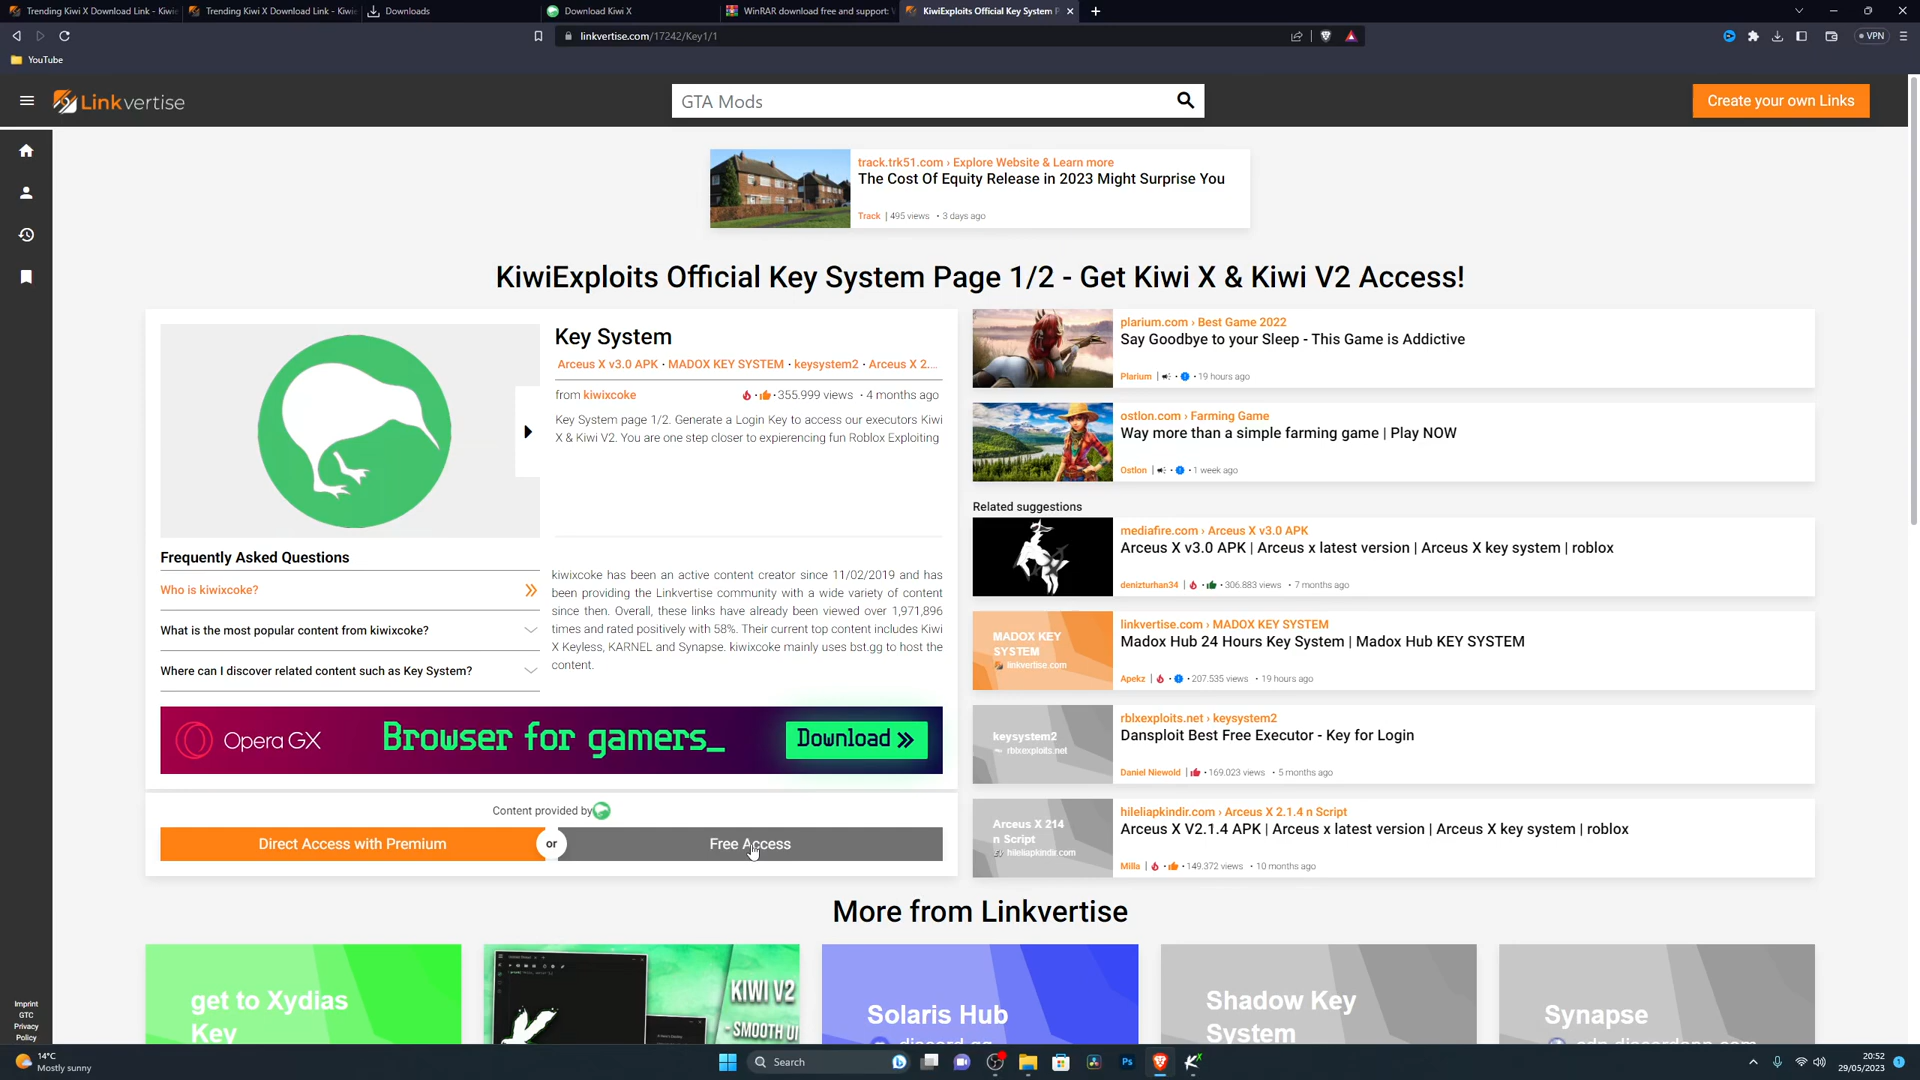 Trending Kiwi X Download Link - Kiwi
Trending Kiwi X Download Link - Kiwi
Downloads
Download Kiwi X
WinRAR download free and support:
KiwiExploits Official Key System P
linkvertise.com/17242/Key1/1
VPN
YouTube
Linkvertise
GTA Mods
Create your own Links
track.trk51.com › Explore Website & Learn more
The Cost Of Equity Release in 2023 Might Surprise You
Track | 495 views • 3 days ago
KiwiExploits Official Key System Page 1/2 - Get Kiwi X & Kiwi V2 Access!
Key System
Arceus X v3.0 APK · MADOX KEY SYSTEM · keysystem2 · Arceus X 2....
from kiwixcoke
355.999 views • 4 months ago
Key System page 1/2. Generate a Login Key to access our executors Kiwi
X & Kiwi V2. You are one step closer to expierencing fun Roblox Exploiting
Frequently Asked Questions
Who is kiwixcoke?
What is the most popular content from kiwixcoke?
Where can I discover related content such as Key System?
kiwixcoke has been an active content creator since 11/02/2019 and has
been providing the Linkvertise community with a wide variety of content
since then. Overall, these links have already been viewed over 1,971,896
times and rated positively with 58%. Their current top content includes Kiwi
X Keyless, KARNEL and Synapse. kiwixcoke mainly uses bst.gg to host the
content.
Opera GX
Browser for gamers_
Download »
Content provided by
Direct Access with Premium
or
Free Access
plarium.com › Best Game 2022
Say Goodbye to your Sleep - This Game is Addictive
Plarium | • 19 hours ago
ostlon.com › Farming Game
Way more than a simple farming game | Play NOW
Ostlon | • 1 week ago
Related suggestions
mediafire.com › Arceus X v3.0 APK
Arceus X v3.0 APK | Arceus x latest version | Arceus X key system | roblox
denizturhan34 | • 306.883 views • 7 months ago
MADOX KEY
SYSTEM
linkvertise.com
linkvertise.com › MADOX KEY SYSTEM
Madox Hub 24 Hours Key System | Madox Hub KEY SYSTEM
Apekz | • 207.535 views • 19 hours ago
keysystem2
rblxexploits.net
rblxexploits.net › keysystem2
Dansploit Best Free Executor - Key for Login
Daniel Niewold | • 169.023 views • 5 months ago
Arceus X 214
n Script
hileliapkindir.com
hileliapkindir.com › Arceus X 2.1.4 n Script
Arceus X V2.1.4 APK | Arceus x latest version | Arceus X key system | roblox
Milla | • 149.372 views • 10 months ago
More from Linkvertise
get to Xydias
Key
KIWI V2
- SMOOTH UI
Solaris Hub
discord.gg
Shadow Key
System
Synapse
cdn.discordapp.com
Imprint
GTC
Privacy
Policy
14°C
Mostly sunny
Search
Ps
20:52
29/05/2023
1